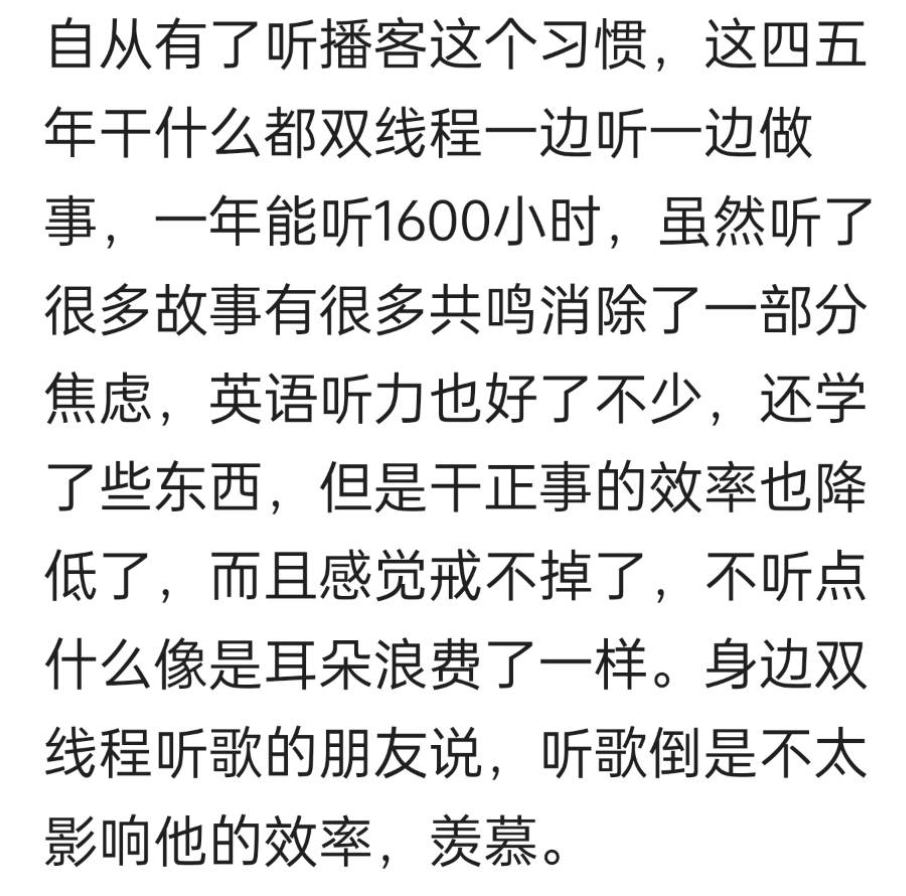 自从有了听播客这个习惯，这四五
年干什么都双线程一边听一边做
事，一年能听1600小时，虽然听了
很多故事有很多共鸣消除了一部分
焦虑，英语听力也好了不少，还学
了些东西，但是干正事的效率也降
低了，而且感觉戒不掉了，不听点
什么像是耳朵浪费了一样。身边双
线程听歌的朋友说，听歌倒是不太
影响他的效率，羡慕。